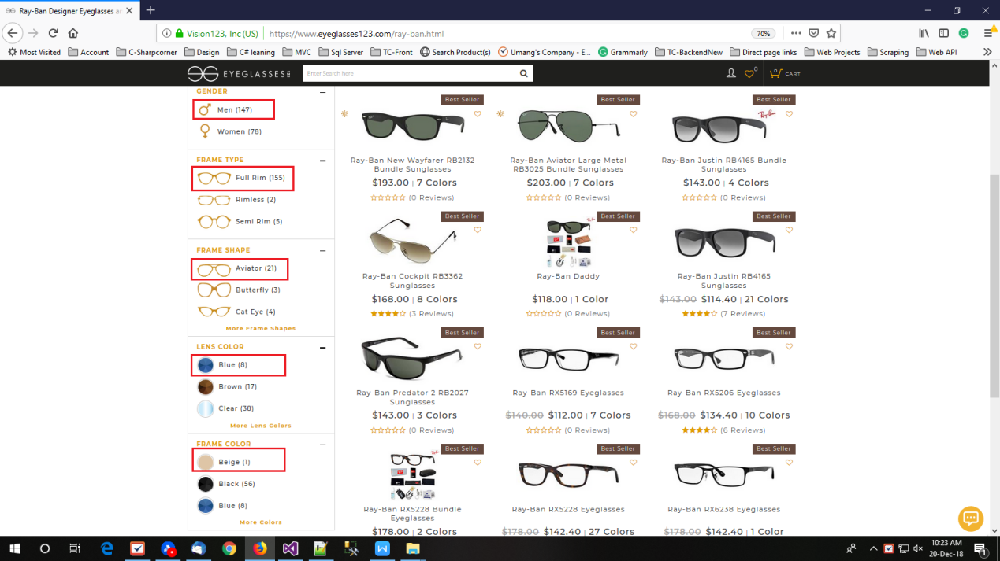 Ray-Ban Designer Eyeglasses a
Vision123, Inc (US)
https://www.eyeglasses123.com/ray-ban.html
70%
Most Visited
Account
C-Sharpcorner
Design
C# leaning
MVC
Sql Server
TC-Front
Search Product(s)
Umang's Company - E...
Grammarly
TC-BackendNew
Direct page links
Web Projects
Scraping
Web API
EYEGLASSES123
Enter Search here
0
0
CART
GENDER
Men (147)
Women (78)
FRAME TYPE
Full Rim (155)
Rimless (2)
Semi Rim (5)
FRAME SHAPE
Aviator (21)
Butterfly (3)
Cat Eye (4)
More Frame Shapes
LENS COLOR
Blue (8)
Brown (17)
Clear (38)
More Lens Colors
FRAME COLOR
Beige (1)
Black (56)
Blue (8)
More Colors
Best Seller
Ray-Ban New Wayfarer RB2132
Bundle Sunglasses
$193.00 | 7 Colors
(0 Reviews)
Best Seller
Ray-Ban Aviator Large Metal
RB3025 Bundle Sunglasses
$203.00 | 7 Colors
(0 Reviews)
Best Seller
Ray-Ban
Ray-Ban Justin RB4165 Bundle
Sunglasses
$143.00 | 4 Colors
(0 Reviews)
Best Seller
Ray-Ban Cockpit RB3362
Sunglasses
$168.00 | 8 Colors
(3 Reviews)
Best Seller
Ray-Ban Daddy
$118.00 | 1 Color
(0 Reviews)
Best Seller
Ray-Ban Justin RB4165
Sunglasses
$143.00 $114.40 | 21 Colors
(7 Reviews)
Best Seller
Ray-Ban Predator 2 RB2027
Sunglasses
$143.00 | 3 Colors
(0 Reviews)
Best Seller
Ray-Ban RX5169 Eyeglasses
$140.00 $112.00 | 7 Colors
(0 Reviews)
Best Seller
Ray-Ban RX5206 Eyeglasses
$168.00 $134.40 | 10 Colors
(6 Reviews)
Best Seller
Ray-Ban RX5228 Bundle
Eyeglasses
$178.00 | 2 Colors
Best Seller
Ray-Ban RX5228 Eyeglasses
$178.00 $142.40 | 27 Colors
Best Seller
Ray-Ban RX6238 Eyeglasses
$178.00 $142.40 | 1 Color
10:23 AM
20-Dec-18
1